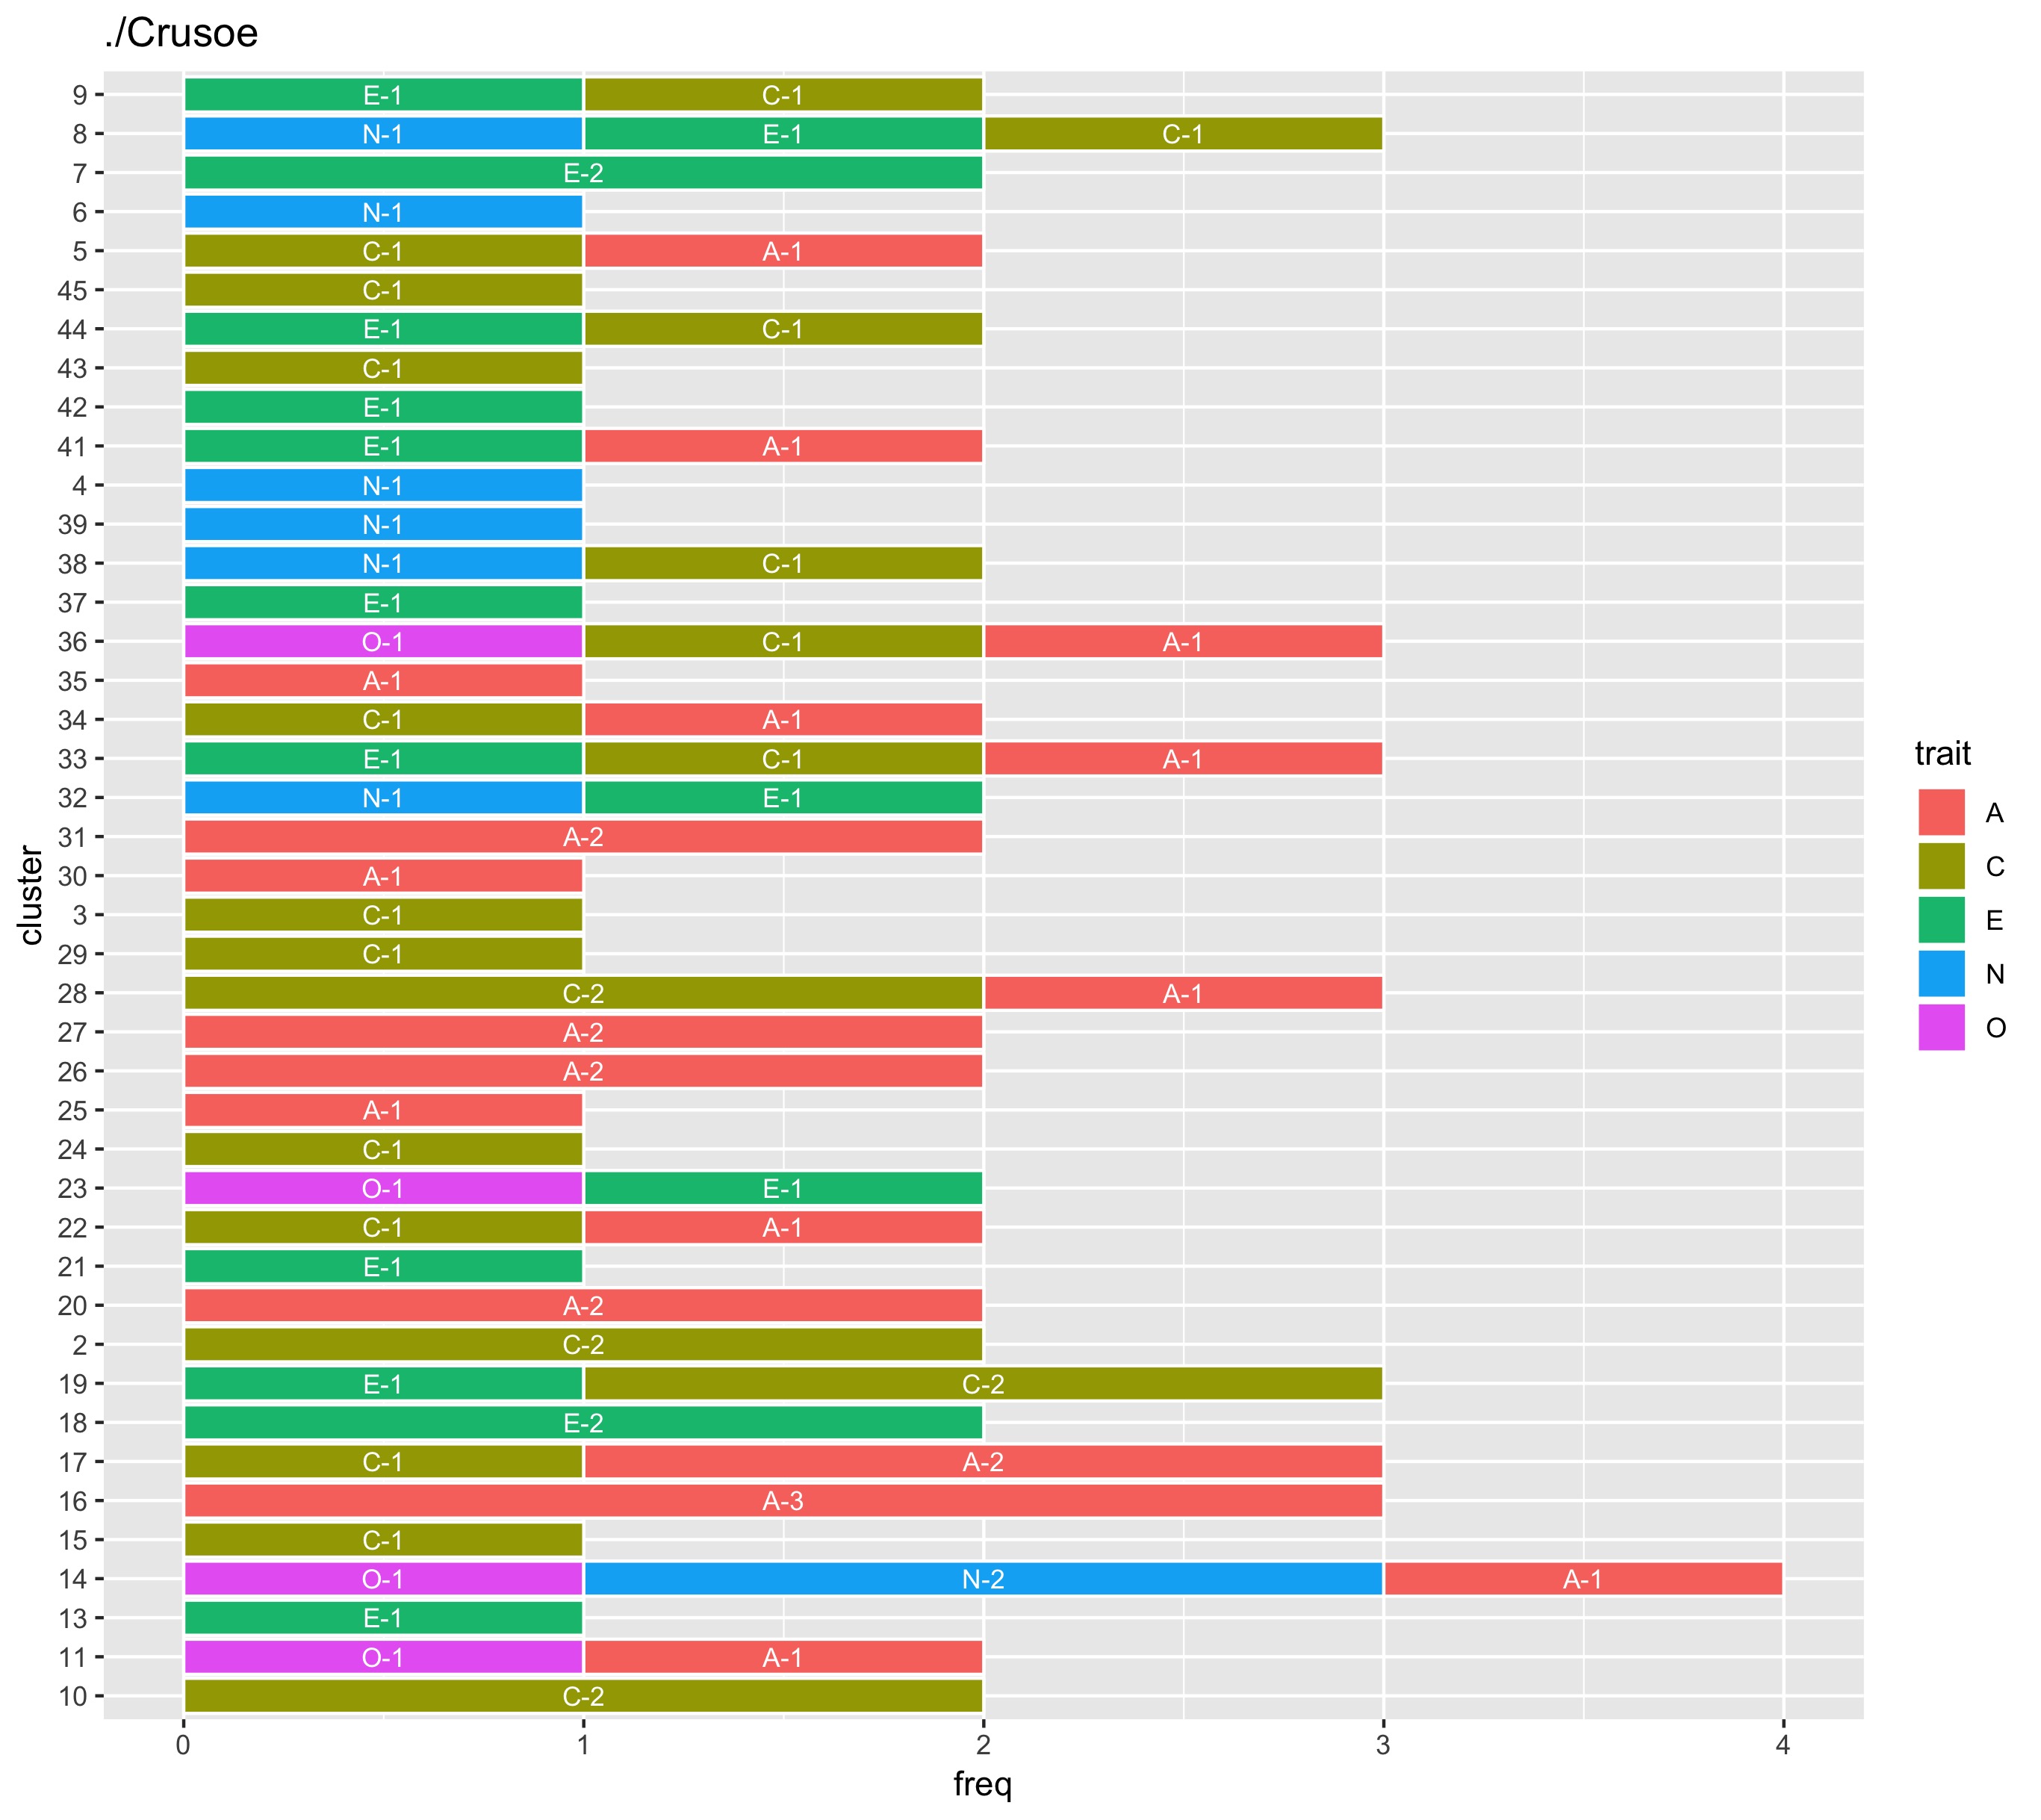 ./Crusoe
9 E-1 C-1
8 N-1 E-1 C-1
7 E-2
6 N-1
5 C-1 A-1
45 C-1
44 E-1 C-1
43 C-1
42 E-1
41 E-1 A-1
4 N-1
39 N-1
38 N-1 C-1
37 E-1
36 O-1 C-1 A-1
35 A-1
34 C-1 A-1
33 E-1 C-1 A-1
32 N-1 E-1
31 A-2
30 A-1
3 C-1
29 C-1
28 C-2 A-1
27 A-2
26 A-2
25 A-1
24 C-1
23 O-1 E-1
22 C-1 A-1
21 E-1
20 A-2
2 C-2
19 E-1 C-2
18 E-2
17 C-1 A-2
16 A-3
15 C-1
14 O-1 N-2 A-1
13 E-1
11 O-1 A-1
10 C-2
0 1 2 3 4
freq
cluster
trait
A
C
E
N
O